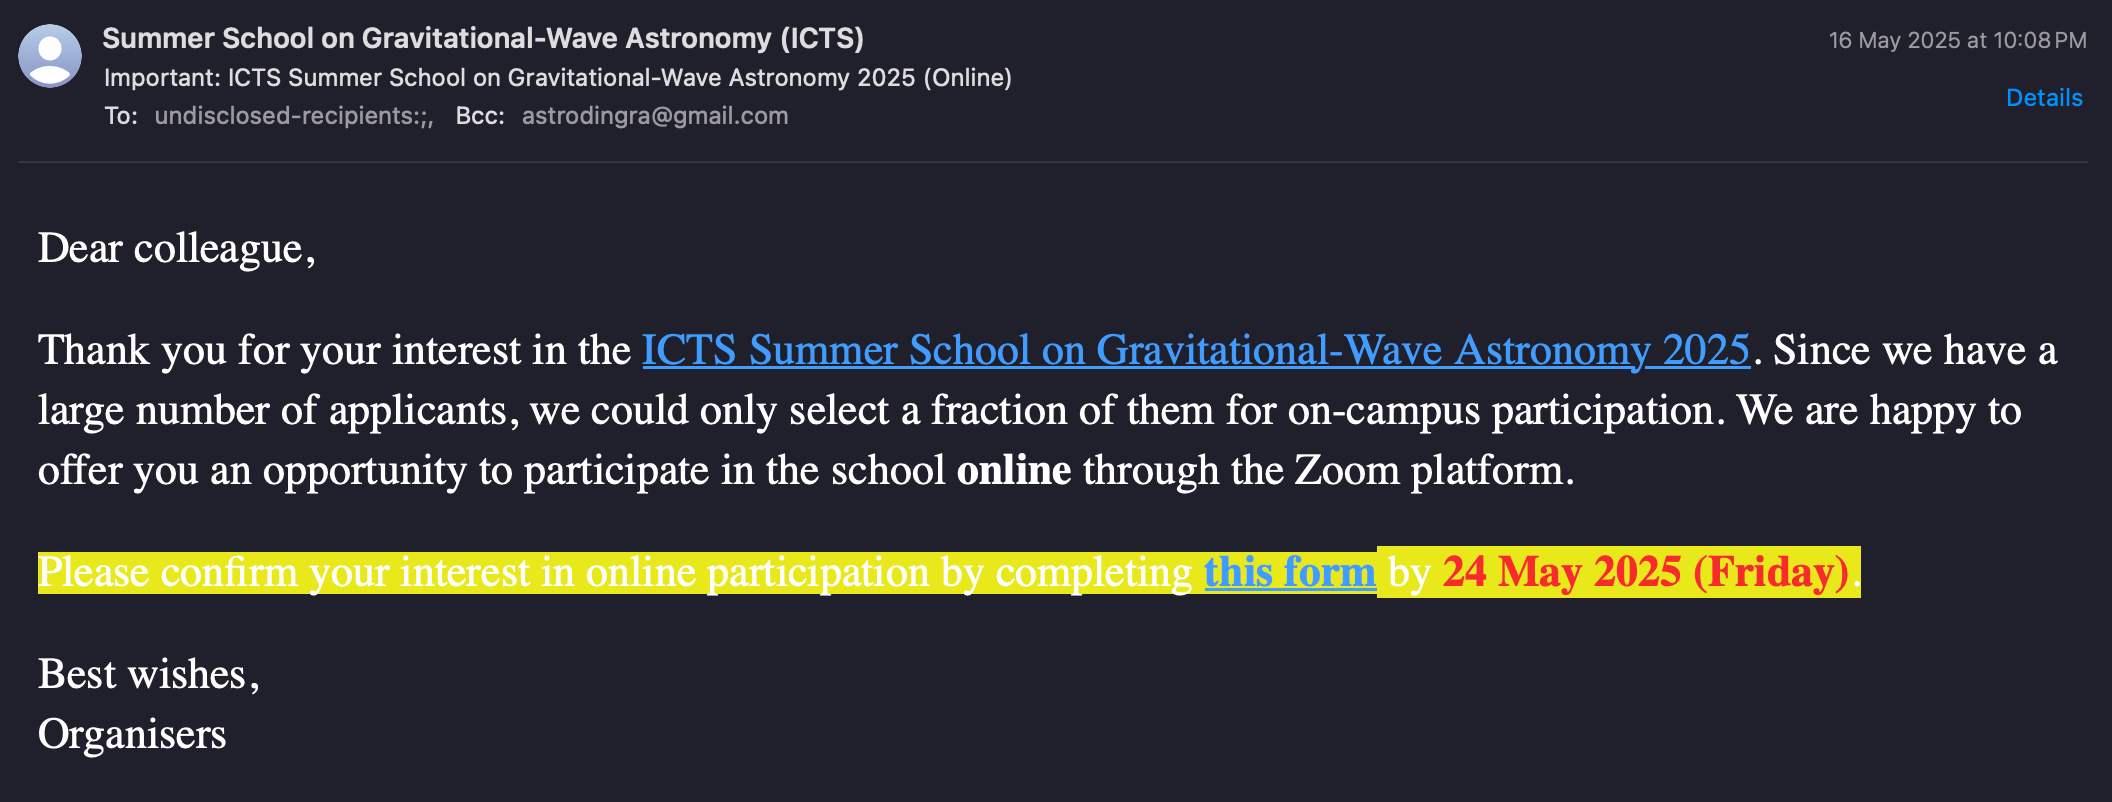 Summer School on Gravitational-Wave Astronomy (ICTS)
16 May 2025 at 10:08 PM
Important: ICTS Summer School on Gravitational-Wave Astronomy 2025 (Online)
Details
To: undisclosed-recipients:;, Bcc: astrodingra@gmail.com
Dear colleague,
Thank you for your interest in the ICTS Summer School on Gravitational-Wave Astronomy 2025. Since we have a
large number of applicants, we could only select a fraction of them for on-campus participation. We are happy to
offer you an opportunity to participate in the school online through the Zoom platform.
Please confirm your interest in online participation by completing this form by 24 May 2025 (Friday).
Best wishes,
Organisers